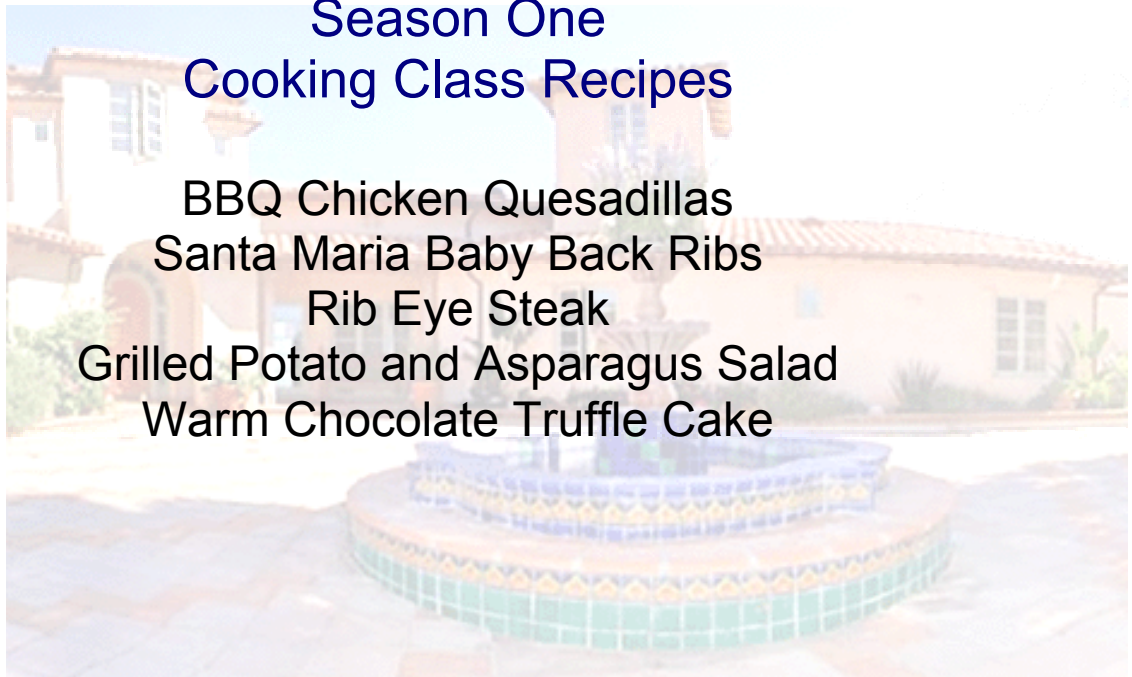 Season One
Cooking Class Recipes
BBQ Chicken Quesadillas
Santa Maria Baby Back Ribs
Rib Eye Steak
Grilled Potato and Asparagus Salad
Warm Chocolate Truffle Cake